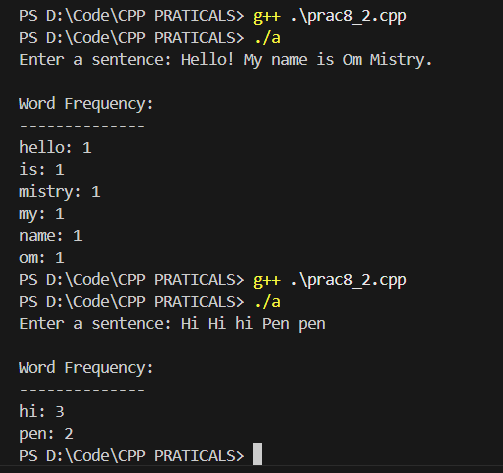 PS D:\Code\CPP PRATICALS> g++ .\prac8_2.cpp
PS D:\Code\CPP PRATICALS> ./a
Enter a sentence: Hello! My name is Om Mistry.

Word Frequency:
--------------
hello: 1
is: 1
mistry: 1
my: 1
name: 1
om: 1
PS D:\Code\CPP PRATICALS> g++ .\prac8_2.cpp
PS D:\Code\CPP PRATICALS> ./a
Enter a sentence: Hi Hi hi Pen pen

Word Frequency:
--------------
hi: 3
pen: 2
PS D:\Code\CPP PRATICALS>